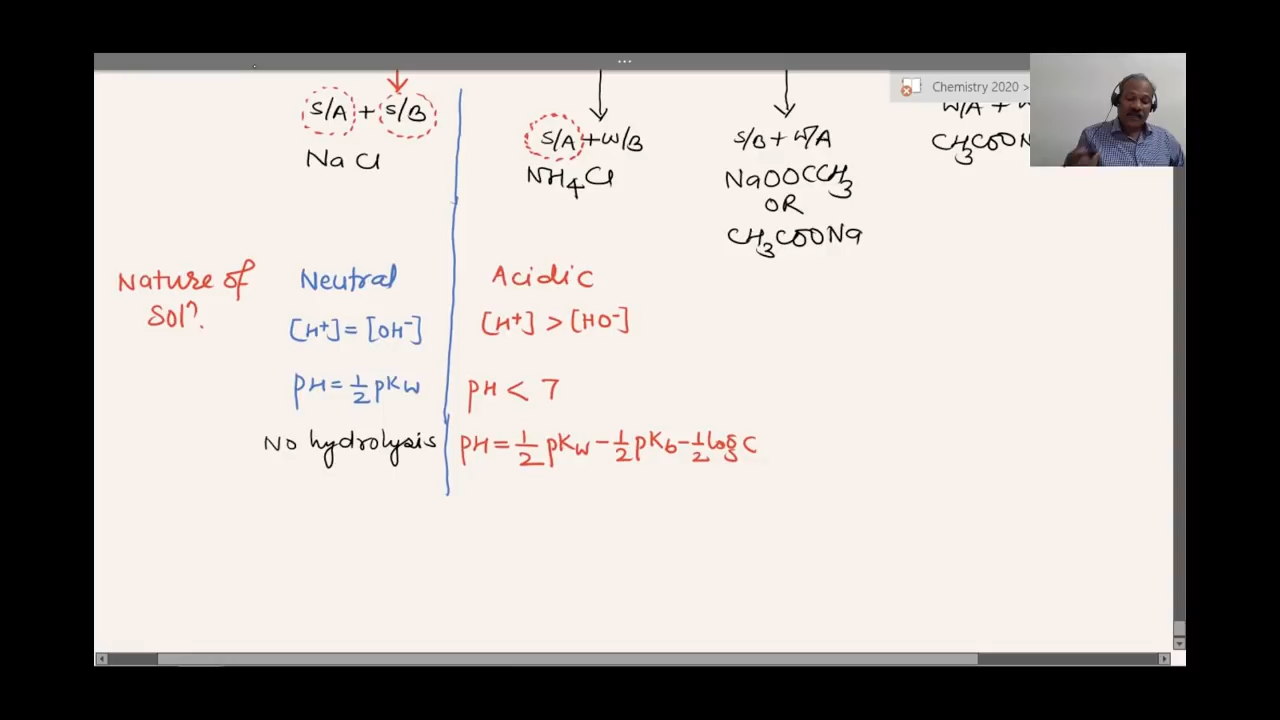 Chemistry 2020 >
S/A + S/B
NaCl
S/A + W/B
NH4Cl
S/B + W/A
NaOOCCH3
OR
CH3COONa
W/A +
CH3COON
Nature of
Sol?.
Neutral
[H+] = [OH-]
pH = 1/2 pKw
No hydrolysis
Acidic
[H+] > [HO-]
pH < 7
pH = 1/2 pKw - 1/2 pKb - 1/2 log C